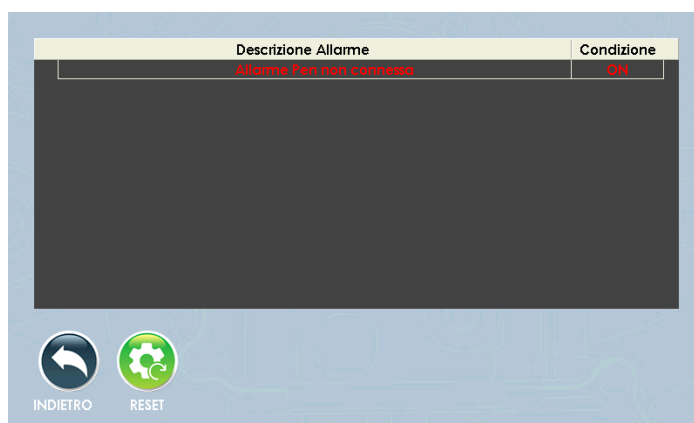 Descrizione Allarme Condizione
Allarme Pen non connessa ON
INDIETRO RESET